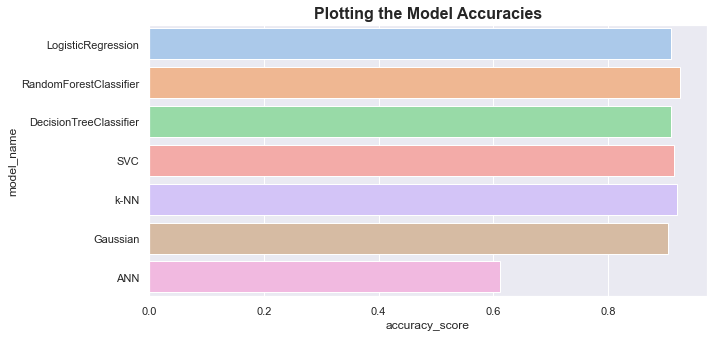 Plotting the Model Accuracies
model_name
LogisticRegression
RandomForestClassifier
DecisionTreeClassifier
SVC
k-NN
Gaussian
ANN
0.0 0.2 0.4 0.6 0.8
accuracy_score